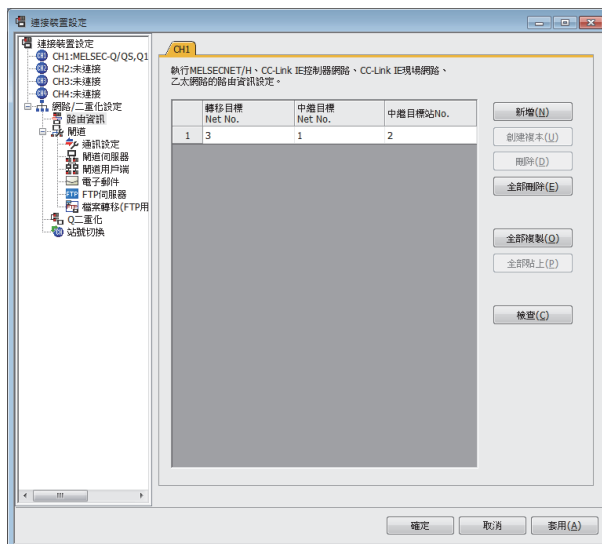 連接裝置設定
連接裝置設定
CH1:MELSEC-Q/QS,Q1
CH2:未連接
CH3:未連接
CH4:未連接
網路/二重化設定
路由資訊
閘道
通訊設定
閘道伺服器
閘道用戶端
電子郵件
FTP伺服器
檔案轉移(FTP用
Q二重化
站號切換
CH1
執行MELSECNET/H、CC-Link IE控制器網路、CC-Link IE現場網路、
乙太網路的路由資訊設定。
轉移目標 Net No. 中繼目標 Net No. 中繼目標站No.
1 3 1 2
新增(N)
創建複本(U)
刪除(D)
全部刪除(E)
全部複製(O)
全部貼上(P)
檢查(C)
確定 取消 套用(A)